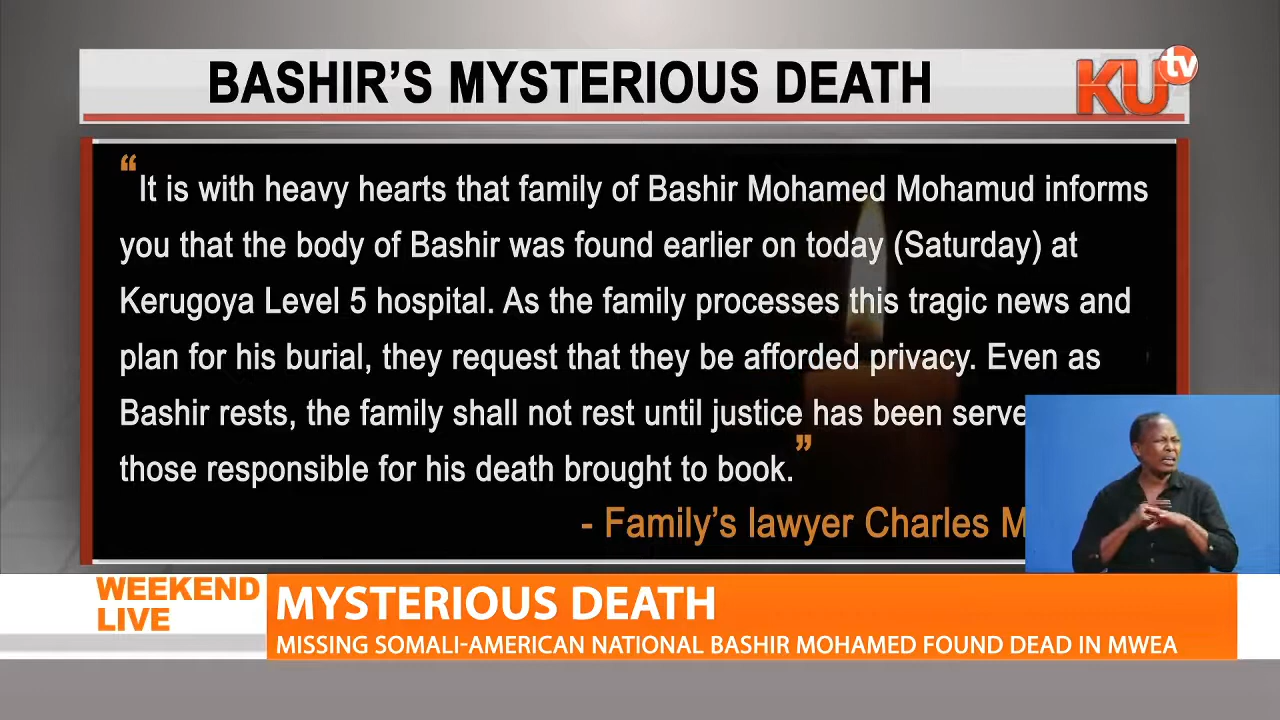 BASHIR'S MYSTERIOUS DEATH
KU tv
“It is with heavy hearts that family of Bashir Mohamed Mohamud informs
you that the body of Bashir was found earlier on today (Saturday) at
Kerugoya Level 5 hospital. As the family processes this tragic news and
plan for his burial, they request that they be afforded privacy. Even as
Bashir rests, the family shall not rest until justice has been
those responsible for his death brought to book.”
- Family’s lawyer Charles
WEEKEND
LIVE
MYSTERIOUS DEATH
MISSING SOMALI-AMERICAN NATIONAL BASHIR MOHAMED FOUND DEAD IN MWEA